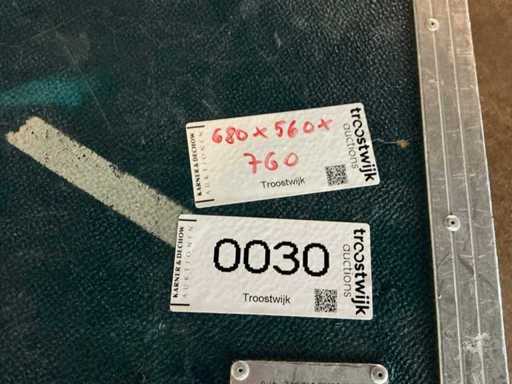 KARNER & DECHOW
AUKTIONEN
680 x 560 x
760
Troostwijk
troostwijk
auctions
KARNER & DECHOW
AUKTIONEN
0030
Troostwijk
troostwijk
auctions